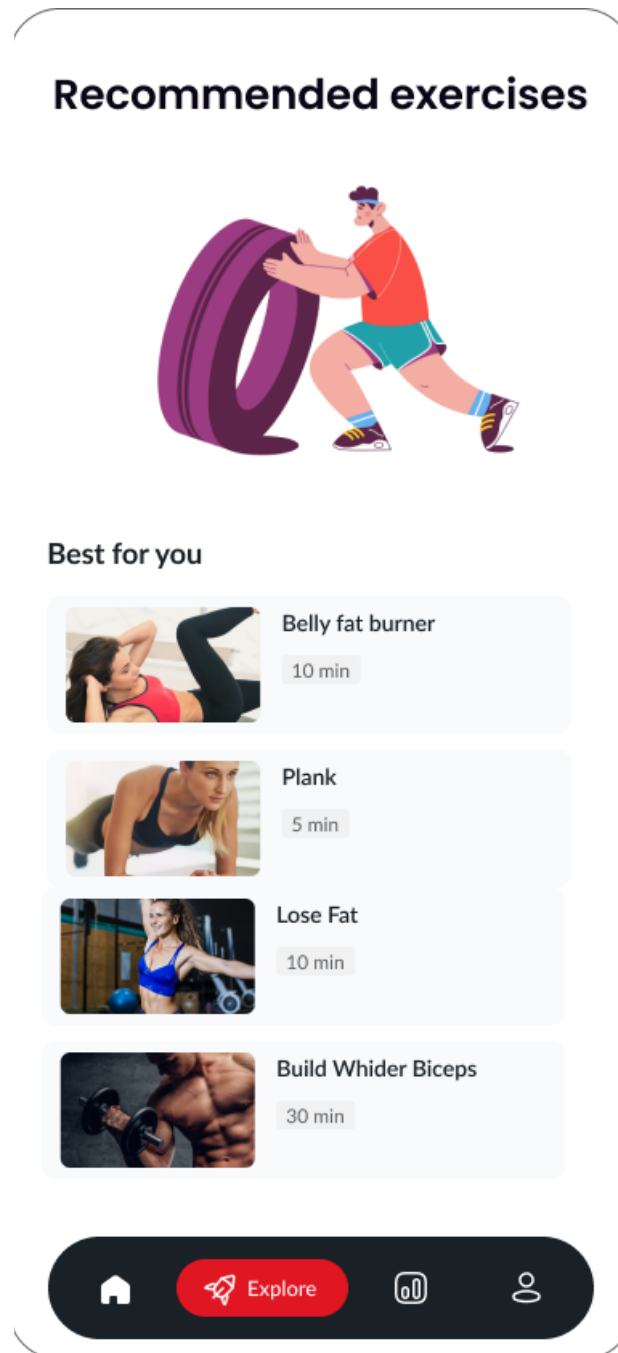 Recommended exercises
Best for you
Belly fat burner
10 min
Plank
5 min
Lose Fat
10 min
Build Whider Biceps
30 min
Explore